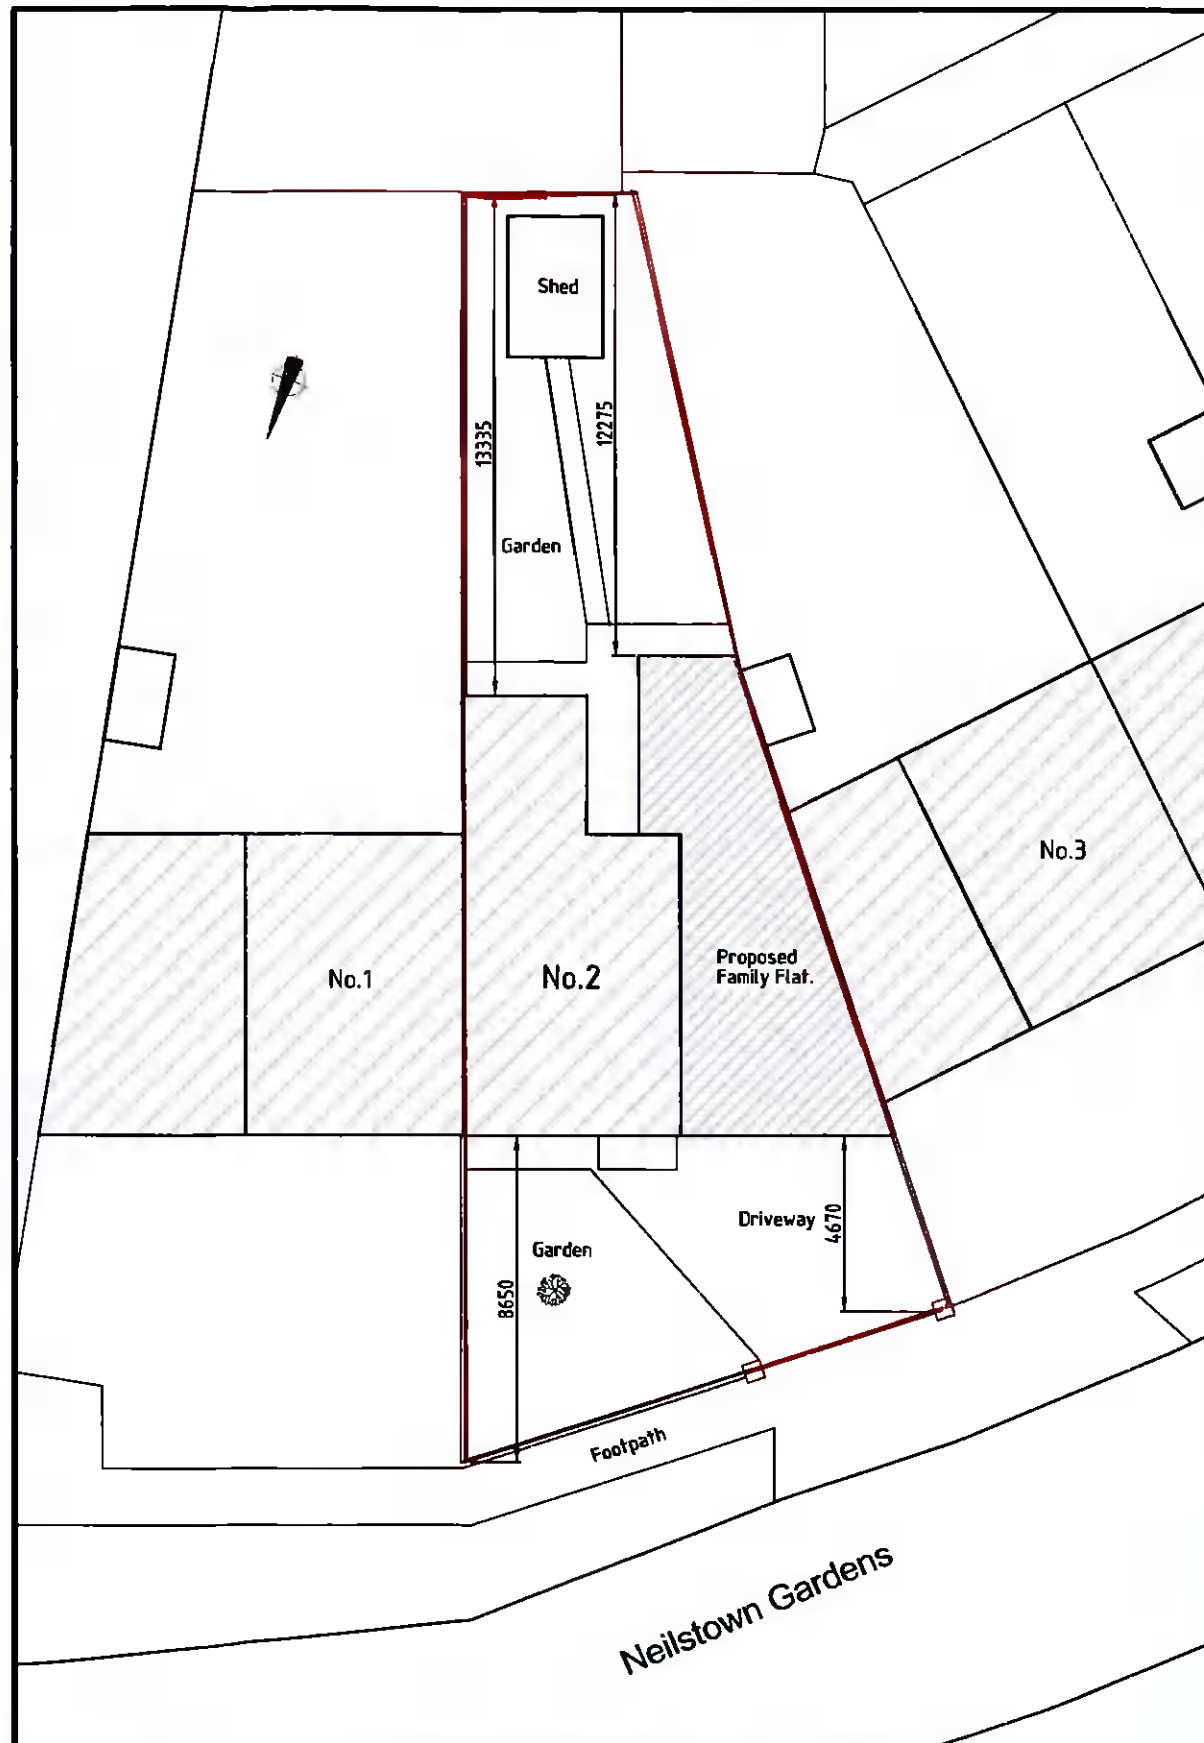 Shed
13335
12275
Garden
No.3
No.1
No.2
Proposed
Family Flat.
Driveway
4670
Garden
8650
Footpath
Neilstown Gardens